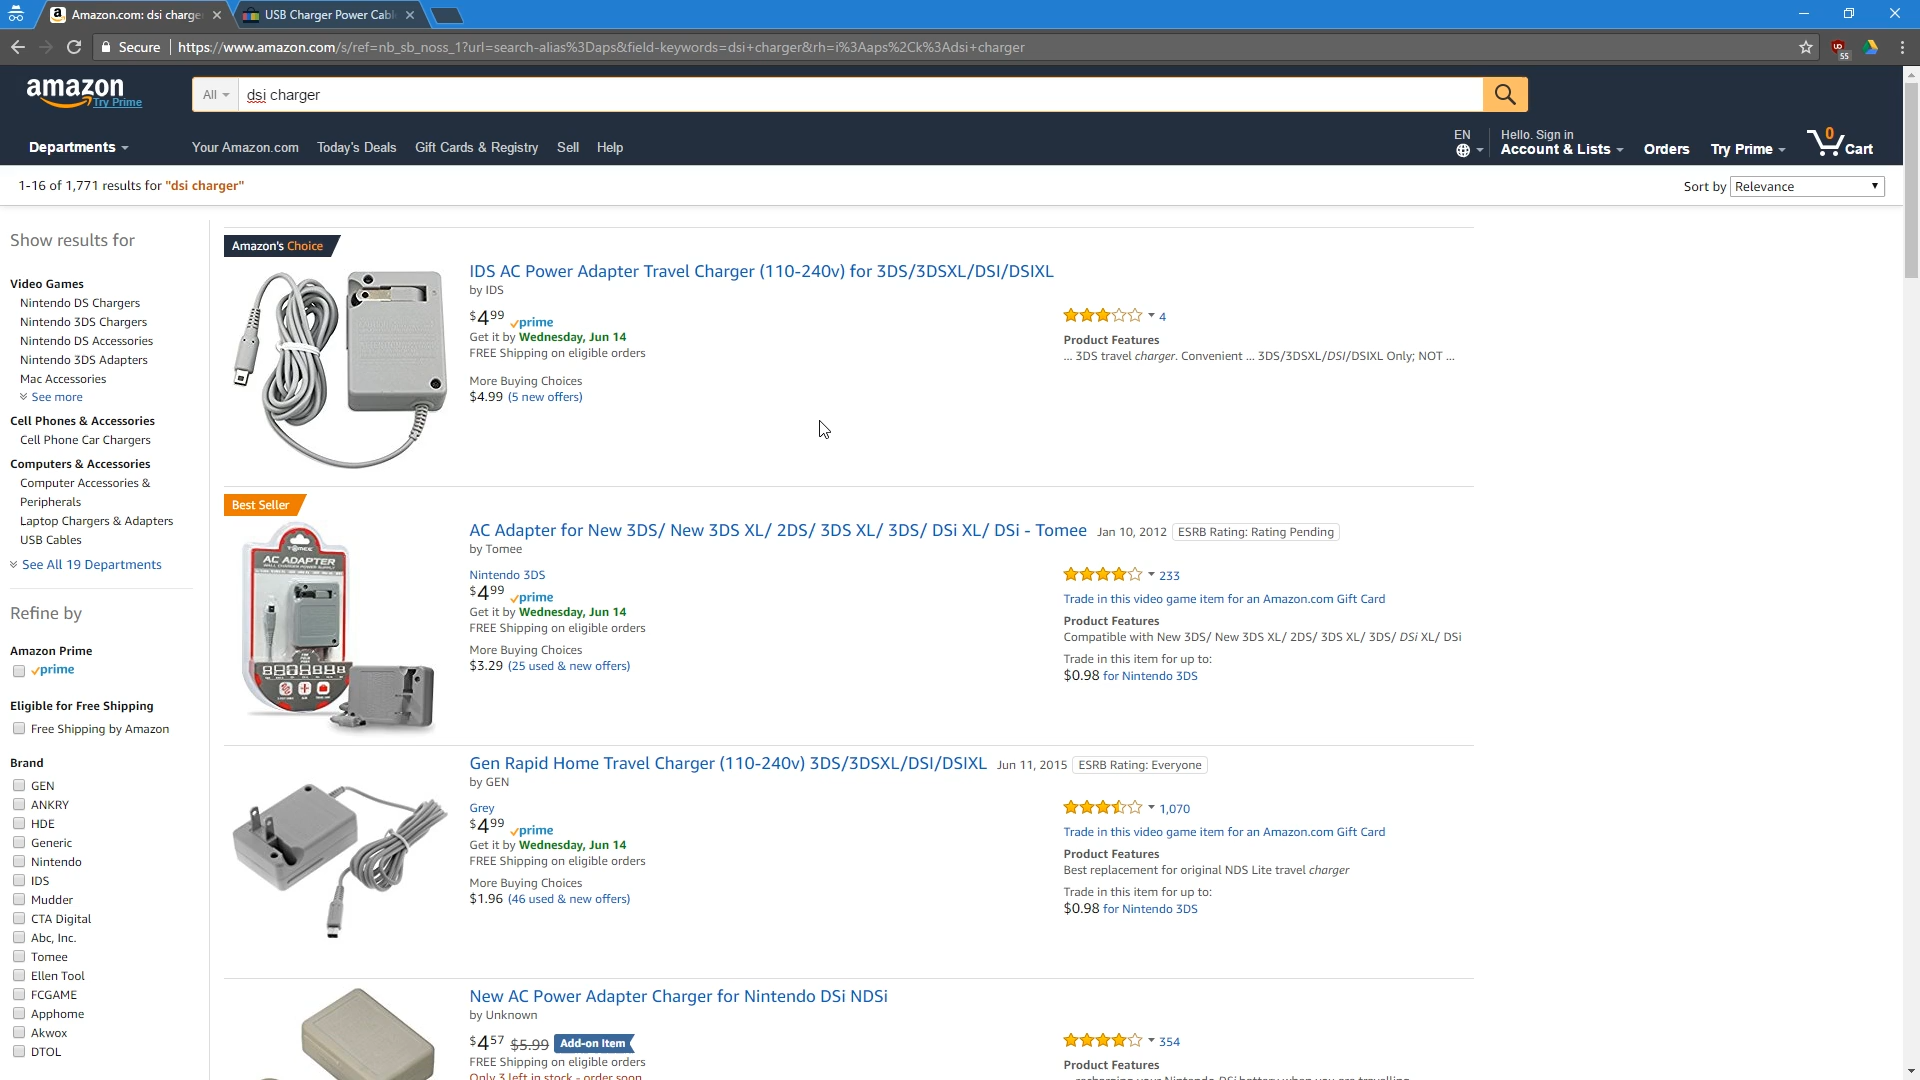 Amazon.com: dsi charge
USB Charger Power Cabl
Secure
https://www.amazon.com/s/ref=nb_sb_noss_1?url=search-alias%3Daps&field-keywords=dsi+charger&rh=i%3Aaps%2Ck%3Adsi+charger
55
amazon
Try Prime
All
dsi charger
Departments
Your Amazon.com
Today's Deals
Gift Cards & Registry
Sell
Help
EN
Hello. Sign in
Account & Lists
Orders
Try Prime
0
Cart
1-16 of 1,771 results for "dsi charger"
Sort by
Relevance
Show results for
Video Games
Nintendo DS Chargers
Nintendo 3DS Chargers
Nintendo DS Accessories
Nintendo 3DS Adapters
Mac Accessories
See more
Cell Phones & Accessories
Cell Phone Car Chargers
Computers & Accessories
Computer Accessories &
Peripherals
Laptop Chargers & Adapters
USB Cables
See All 19 Departments
Refine by
Amazon Prime
prime
Eligible for Free Shipping
Free Shipping by Amazon
Brand
GEN
ANKRY
HDE
Generic
Nintendo
IDS
Mudder
CTA Digital
Abc, Inc.
Tomee
Ellen Tool
FCGAME
Apphome
Akwox
DTOL
Amazon's Choice
IDS AC Power Adapter Travel Charger (110-240v) for 3DS/3DSXL/DSI/DSIXL
by IDS
$4 99 prime
Get it by Wednesday, Jun 14
FREE Shipping on eligible orders
More Buying Choices
$4.99 (5 new offers)
4
Product Features
... 3DS travel charger. Convenient ... 3DS/3DSXL/DSI/DSIXL Only; NOT ...
Best Seller
TOMEE
AC ADAPTER
AC Adapter for New 3DS/ New 3DS XL/ 2DS/ 3DS XL/ 3DS/ DSi XL/ DSi - Tomee Jan 10, 2012 ESRB Rating: Rating Pending
by Tomee
Nintendo 3DS
$4 99 prime
Get it by Wednesday, Jun 14
FREE Shipping on eligible orders
More Buying Choices
$3.29 (25 used & new offers)
233
Trade in this video game item for an Amazon.com Gift Card
Product Features
Compatible with New 3DS/ New 3DS XL/ 2DS/ 3DS XL/ 3DS/ DSi XL/ DSi
Trade in this item for up to:
$0.98 for Nintendo 3DS
Gen Rapid Home Travel Charger (110-240v) 3DS/3DSXL/DSI/DSIXL Jun 11, 2015 ESRB Rating: Everyone
by GEN
Grey
$4 99 prime
Get it by Wednesday, Jun 14
FREE Shipping on eligible orders
More Buying Choices
$1.96 (46 used & new offers)
1,070
Trade in this video game item for an Amazon.com Gift Card
Product Features
Best replacement for original NDS Lite travel charger
Trade in this item for up to:
$0.98 for Nintendo 3DS
New AC Power Adapter Charger for Nintendo DSi NDSi
by Unknown
$4 57 $5.99 Add-on Item
FREE Shipping on eligible orders
Only 3 left in stock - order soon
354
Product Features